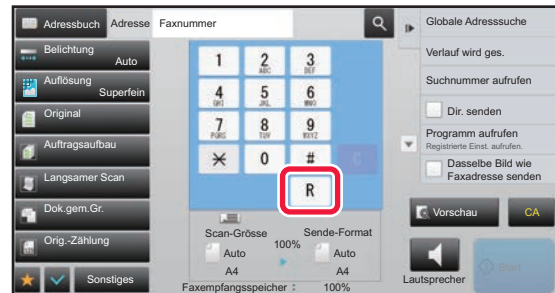 Adressbuch
Adresse
Faxnummer
Belichtung
Auto
Auflösung
Superfein
Original
Auftragsaufbau
Langsamer Scan
Dok.gem.Gr.
Orig.-Zählung
Sonstiges
1
2
ABC
3
DEF
4
GHI
5
JKL
6
MNO
7
PQRS
8
TUV
9
WXYZ
0
#
C
R
Scan-Grösse
Sende-Format
100%
Auto
Auto
A4
A4
Faxempfangsspeicher : 100%
Globale Adresssuche
Verlauf wird ges.
Suchnummer aufrufen
Dir. senden
Programm aufrufen
Registrierte Einst. aufrufen.
Dasselbe Bild wie
Faxadresse senden
Vorschau
CA
Lautsprecher
Start